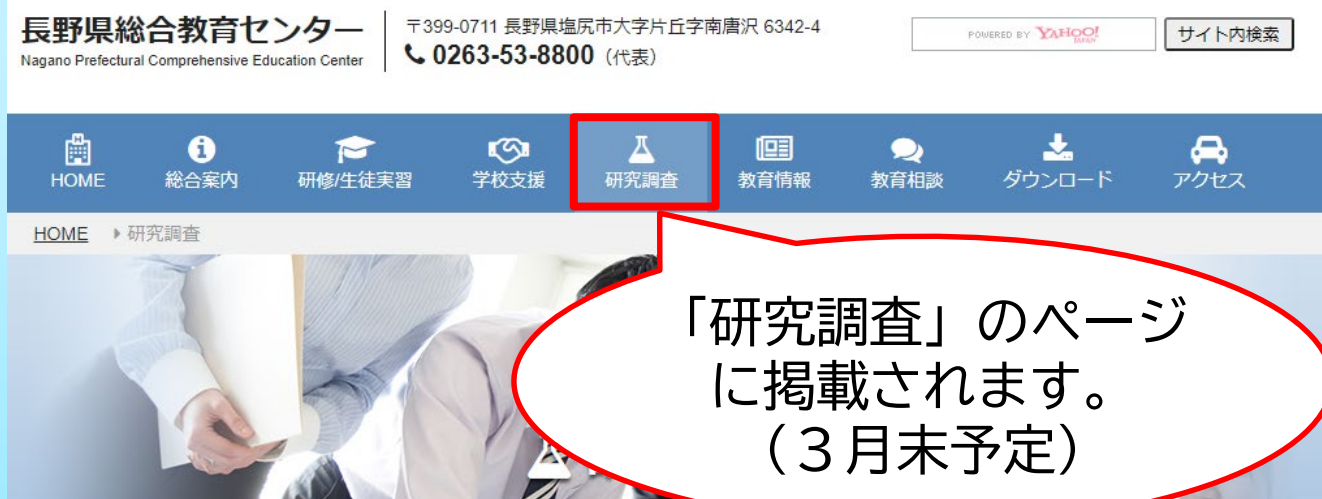 長野県総合教育センター
Nagano Prefectural Comprehensive Education Center
〒399-0711 長野県塩尻市大字片丘字南唐沢 6342-4
0263-53-8800（代表）
POWERED BY YAHOO! JAPAN
サイト内検索
HOME 総合案内 研修/生徒実習 学校支援 研究調査 教育情報 教育相談 ダウンロード アクセス
HOME 研究調査
「研究調査」のページ
に掲載されます。
（３月末予定）